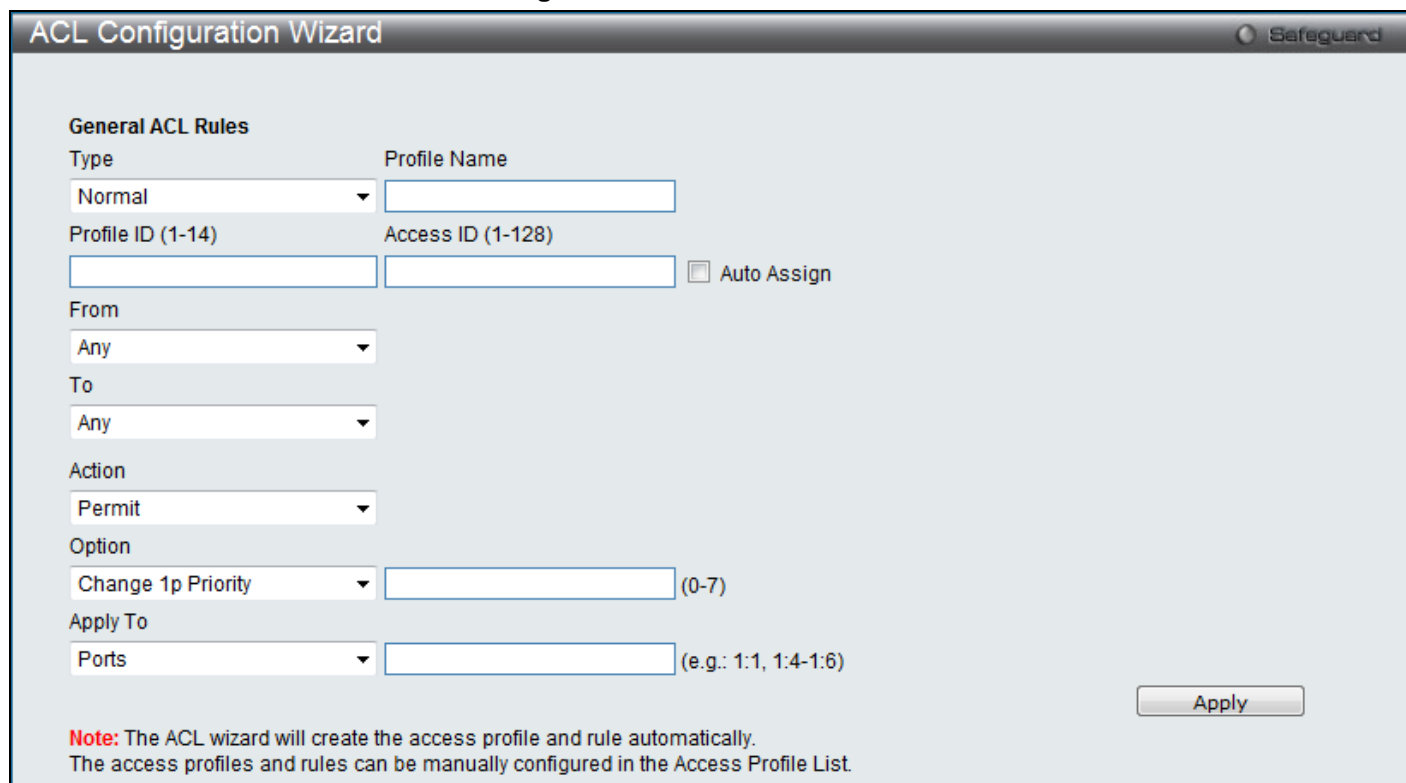 ACL Configuration Wizard Safeguard
General ACL Rules
Type Profile Name
Normal
Profile ID (1-14) Access ID (1-128)
Auto Assign
From
Any
To
Any
Action
Permit
Option
Change 1p Priority (0-7)
Apply To
Ports (e.g.: 1:1, 1:4-1:6)
Apply
Note: The ACL wizard will create the access profile and rule automatically.
The access profiles and rules can be manually configured in the Access Profile List.